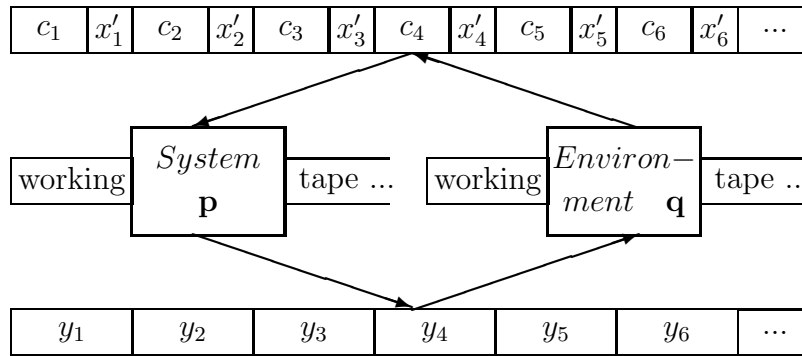 c₁ x′₁ c₂ x′₂ c₃ x′₃ c₄ x′₄ c₅ x′₅ c₆ x′₆ ...
working System p tape ...
working Environ− ment q tape ...
y₁ y₂ y₃ y₄ y₅ y₆ ...